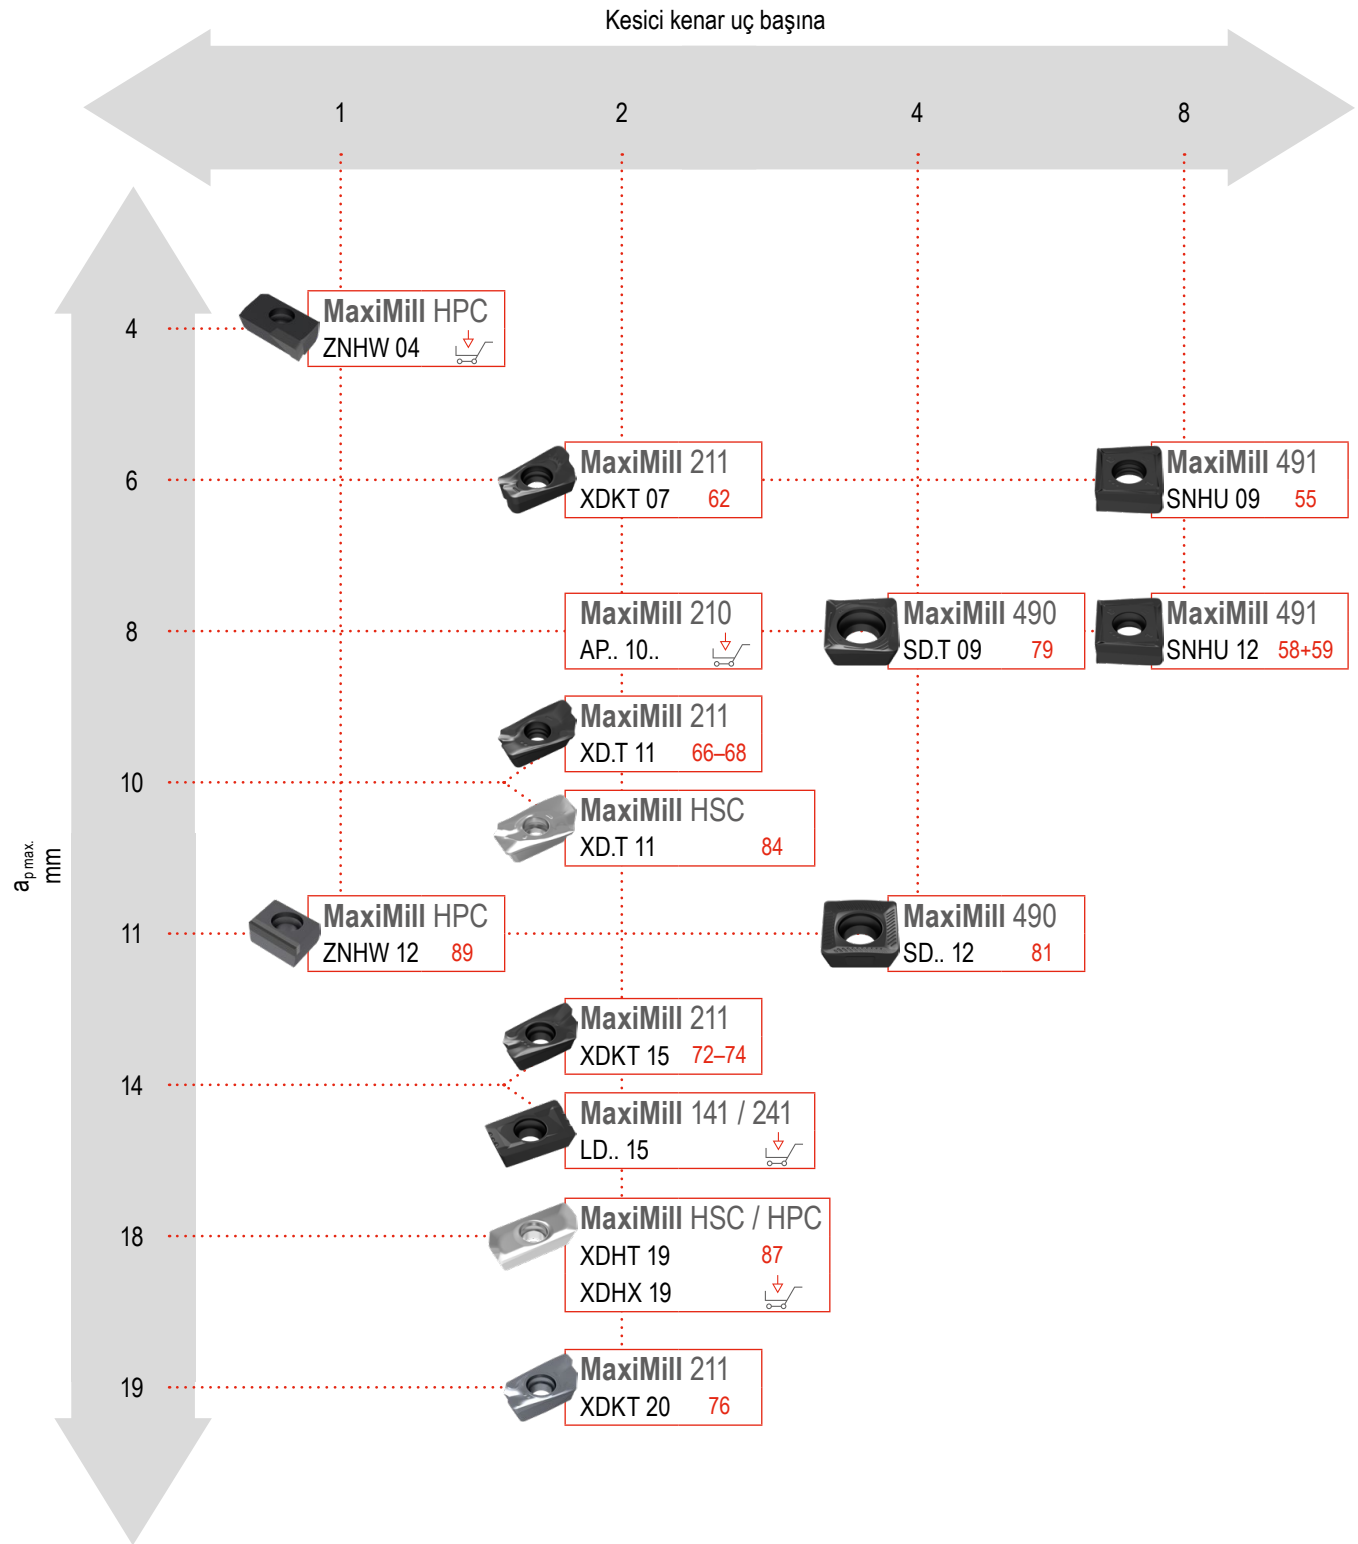 Kesici kenar uç başına
1
2
4
8
4
MaxiMill HPC
ZNHW 04
6
MaxiMill 211
XDKT 07 62
MaxiMill 491
SNHU 09 55
8
MaxiMill 210
AP.. 10..
MaxiMill 490
SD.T 09 79
MaxiMill 491
SNHU 12 58+59
MaxiMill 211
XD.T 11 66–68
10
MaxiMill HSC
XD.T 11 84
ap max.
mm
11
MaxiMill HPC
ZNHW 12 89
MaxiMill 490
SD.. 12 81
MaxiMill 211
XDKT 15 72–74
14
MaxiMill 141 / 241
LD.. 15
18
MaxiMill HSC / HPC
XDHT 19 87
XDHX 19
19
MaxiMill 211
XDKT 20 76